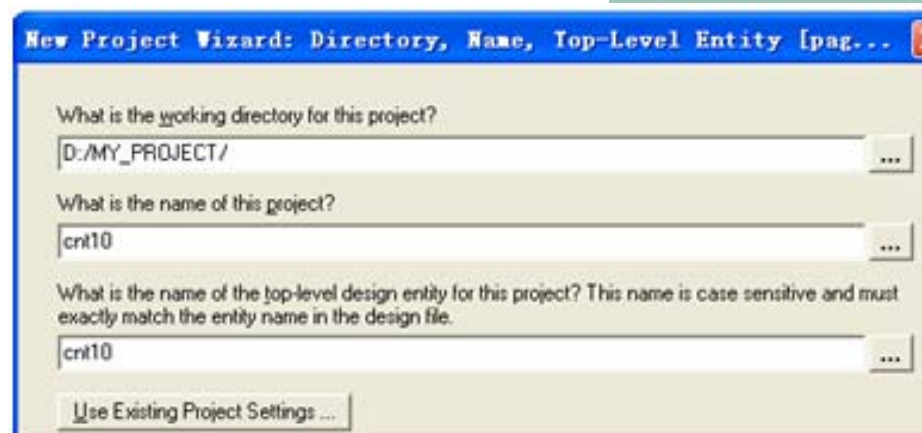 New Project Wizard: Directory, Name, Top-Level Entity [pag...
What is the working directory for this project?
D:/MY_PROJECT/
...
What is the name of this project?
cnt10
...
What is the name of the top-level design entity for this project? This name is case sensitive and must
exactly match the entity name in the design file.
cnt10
...
Use Existing Project Settings ...